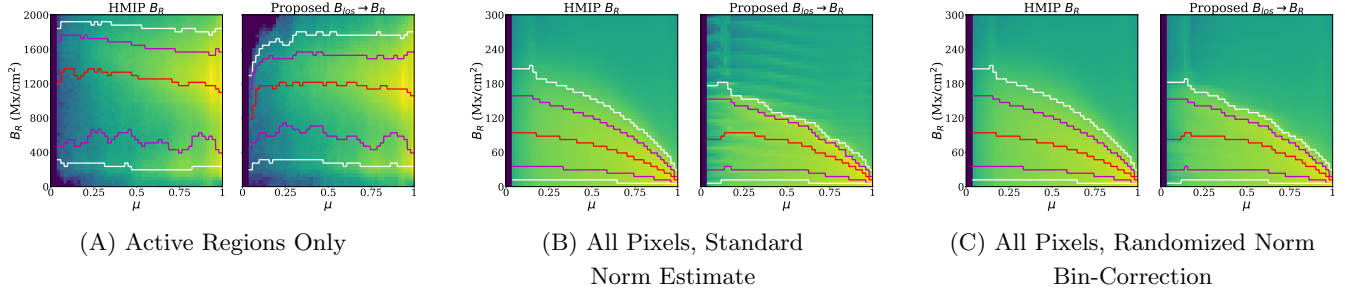 HMIP B_R
Proposed B_los → B_R
HMIP B_R
Proposed B_los → B_R
HMIP B_R
Proposed B_los → B_R
B_R (Mx/cm²)
2000
1600
1200
800
400
0
0 0.25 0.5 0.75 1
μ
0 0.25 0.5 0.75 1
B_R (Mx/cm²)
300
240
180
120
60
0
0 0.25 0.5 0.75 1
μ
0 0.25 0.5 0.75 1
μ
B_R (Mx/cm²)
300
240
180
120
60
0
0 0.25 0.5 0.75 1
μ
0 0.25 0.5 0.75 1
μ
(A) Active Regions Only
(B) All Pixels, Standard
Norm Estimate
(C) All Pixels, Randomized Norm
Bin-Correction